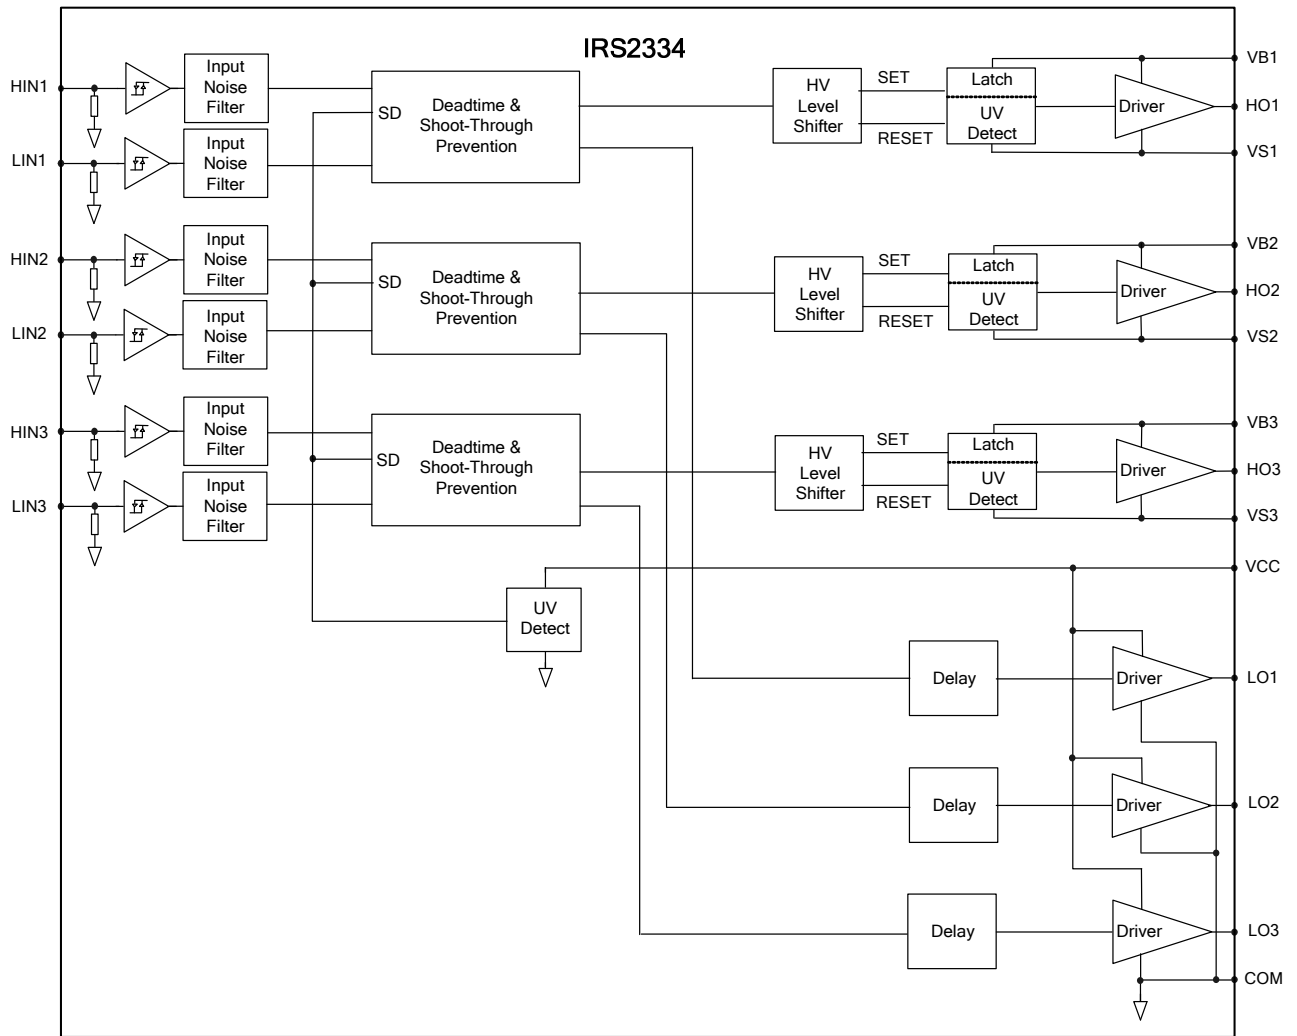 IRS2334
HIN1
Input
Noise
Filter
LIN1
Input
Noise
Filter
SD
Deadtime &
Shoot-Through
Prevention
HV
Level
Shifter
SET
RESET
Latch
UV
Detect
Driver
VB1
HO1
VS1
HIN2
Input
Noise
Filter
LIN2
Input
Noise
Filter
SD
Deadtime &
Shoot-Through
Prevention
HV
Level
Shifter
SET
RESET
Latch
UV
Detect
Driver
VB2
HO2
VS2
HIN3
Input
Noise
Filter
LIN3
Input
Noise
Filter
SD
Deadtime &
Shoot-Through
Prevention
HV
Level
Shifter
SET
RESET
Latch
UV
Detect
Driver
VB3
HO3
VS3
VCC
UV
Detect
Delay
Driver
LO1
Delay
Driver
LO2
Delay
Driver
LO3
COM